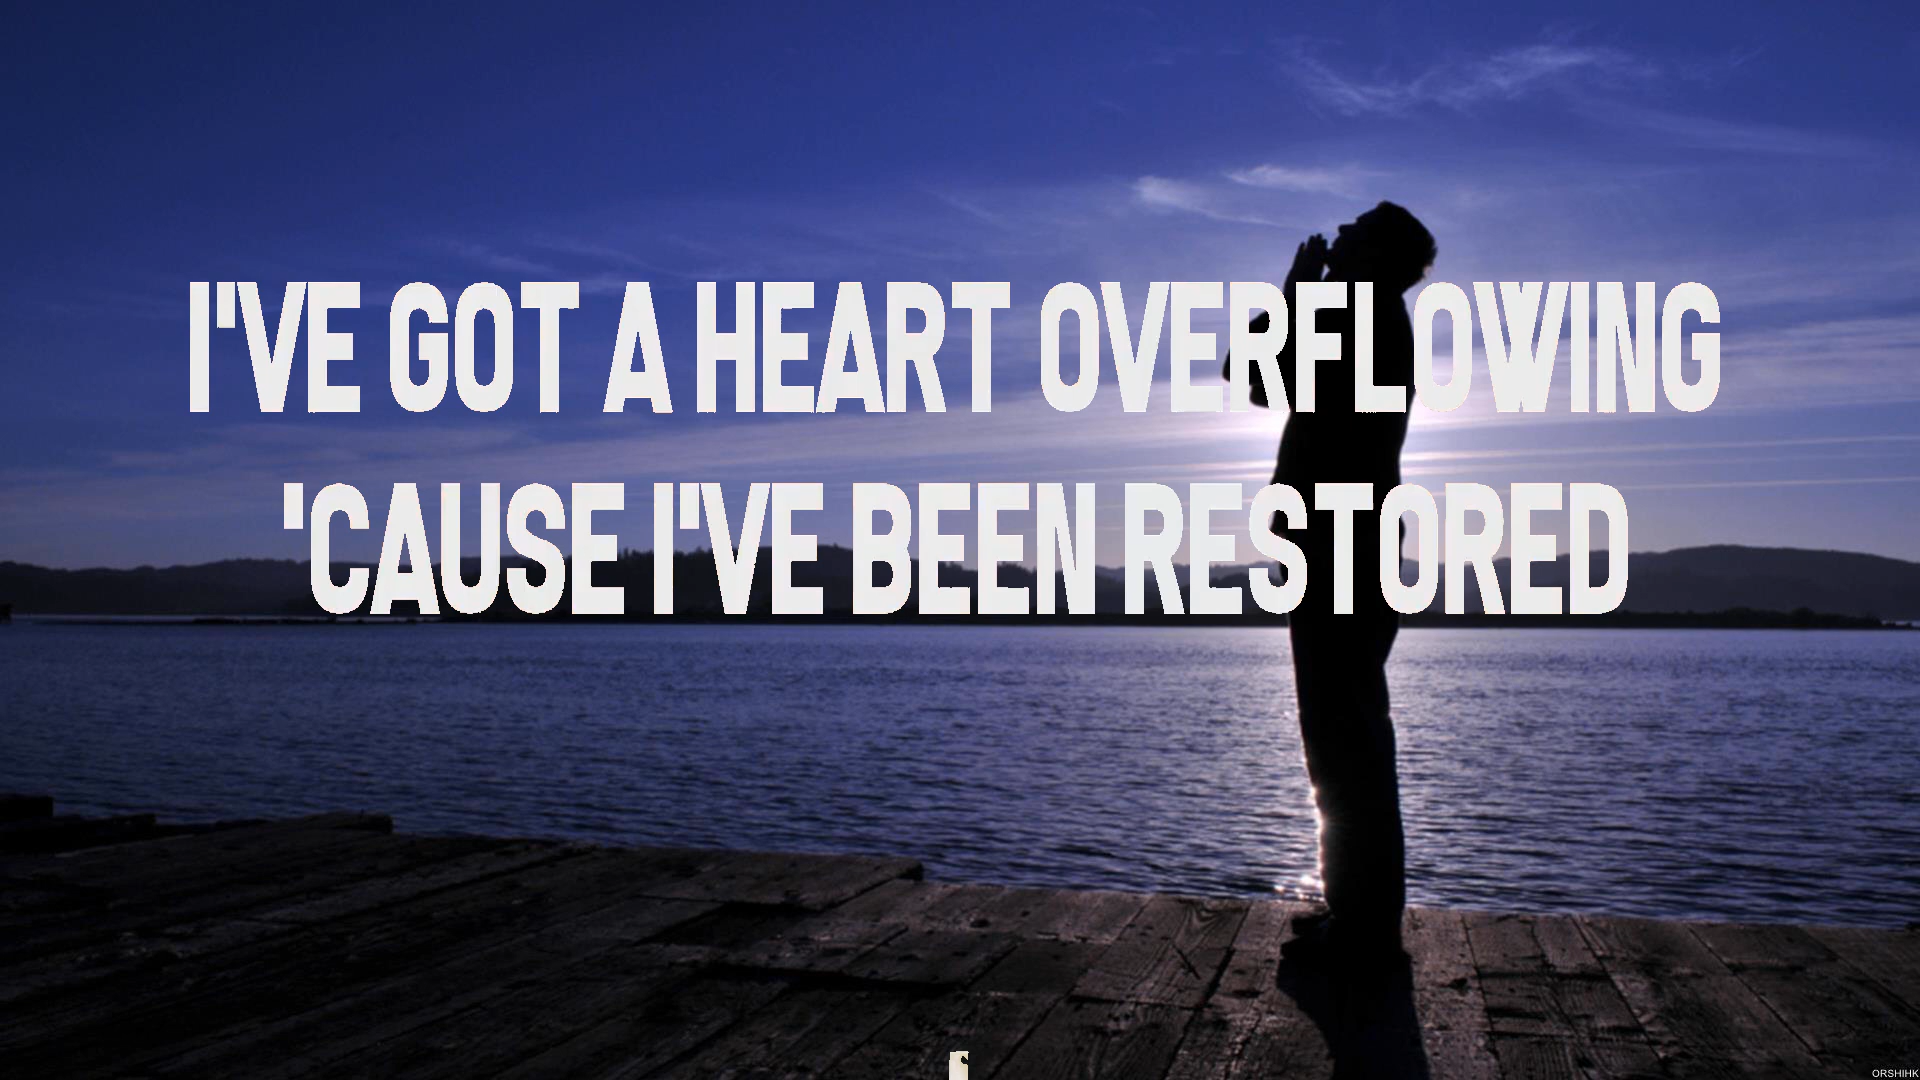 I'VE GOT A HEART OVERFLOWING
'CAUSE I'VE BEEN RESTORED
ORSHIHK